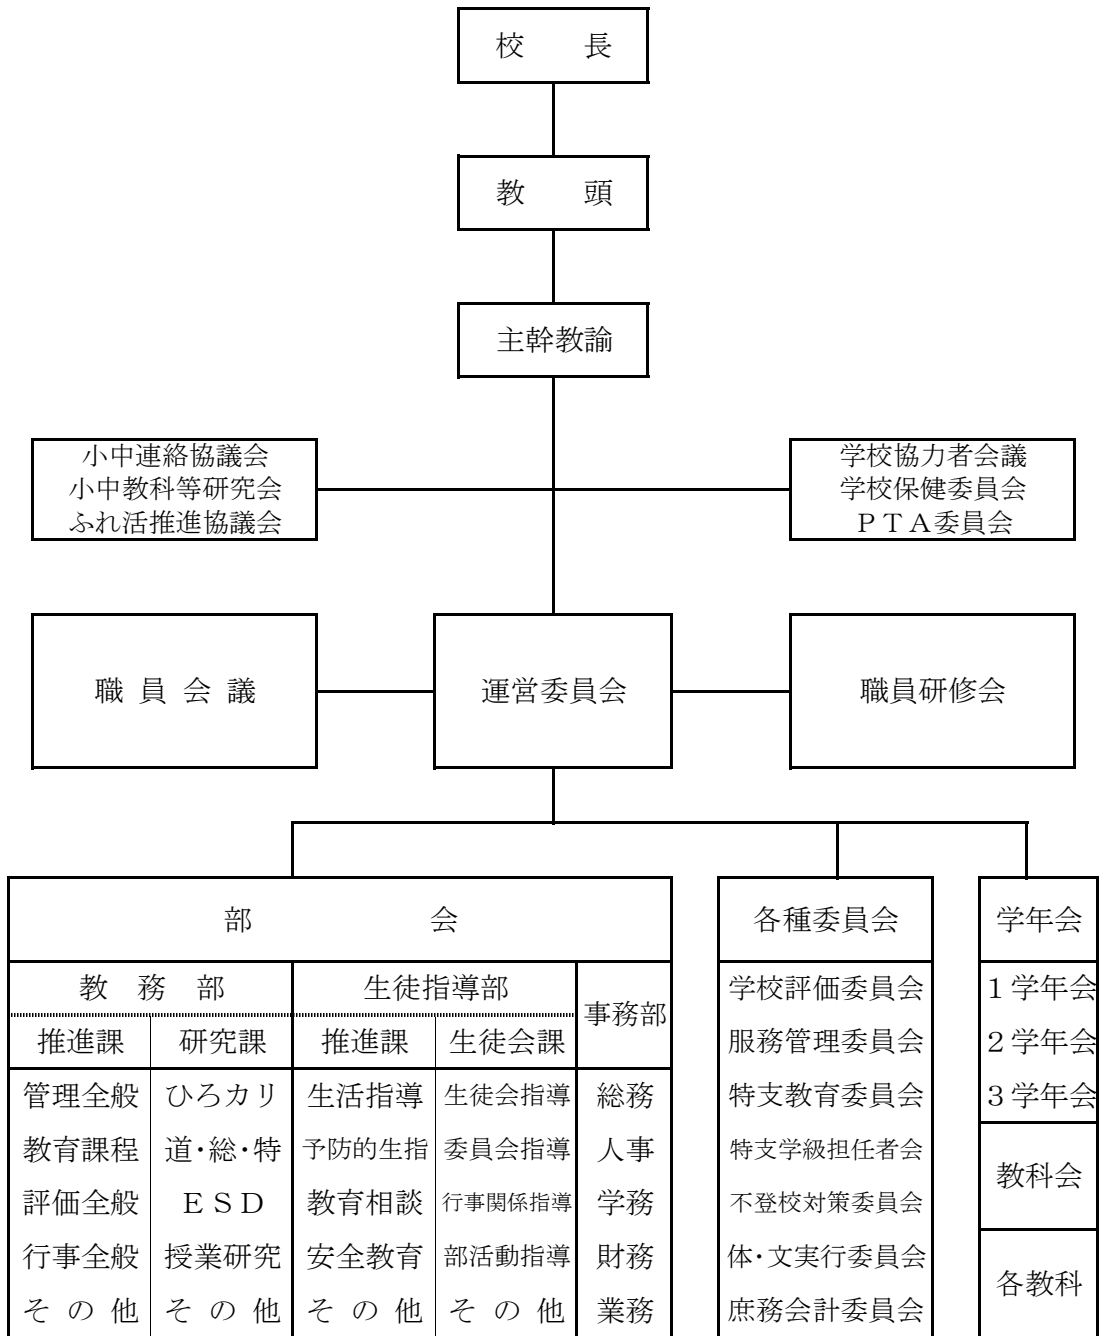 校　　長
教　　頭
主幹教諭
小中連絡協議会
小中教科等研究会
ふれ活推進協議会
学校協力者会議
学校保健委員会
ＰＴＡ委員会
職 員 会 議
運営委員会
職員研修会
部　　　　　　会
教　務　部
生徒指導部
事務部
推進課
研究課
推進課
生徒会課
管理全般
ひろカリ
生活指導
生徒会指導
総務
教育課程
道・総・特
予防的生指
委員会指導
人事
評価全般
ＥＳＤ
教育相談
行事関係指導
学務
行事全般
授業研究
安全教育
部活動指導
財務
そ の 他
そ の 他
そ の 他
そ の 他
業務
各種委員会
学校評価委員会
服務管理委員会
特支教育委員会
特支学級担任者会
不登校対策委員会
体・文実行委員会
庶務会計委員会
学年会
１学年会
２学年会
３学年会
教科会
各教科